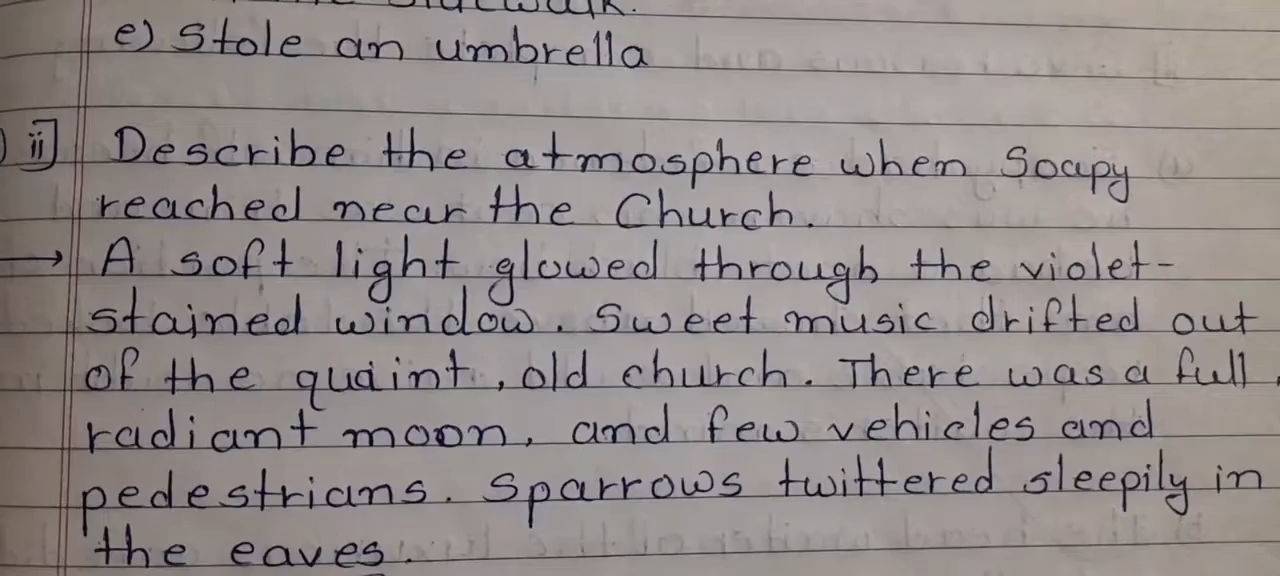 sidewalk.
e) Stole an umbrella
ii] Describe the atmosphere when Soapy
reached near the Church.
→ A soft light glowed through the violet-
stained window. Sweet music drifted out
of the quaint, old church. There was a full,
radiant moon, and few vehicles and
pedestrians. Sparrows twittered sleepily in
the eaves.